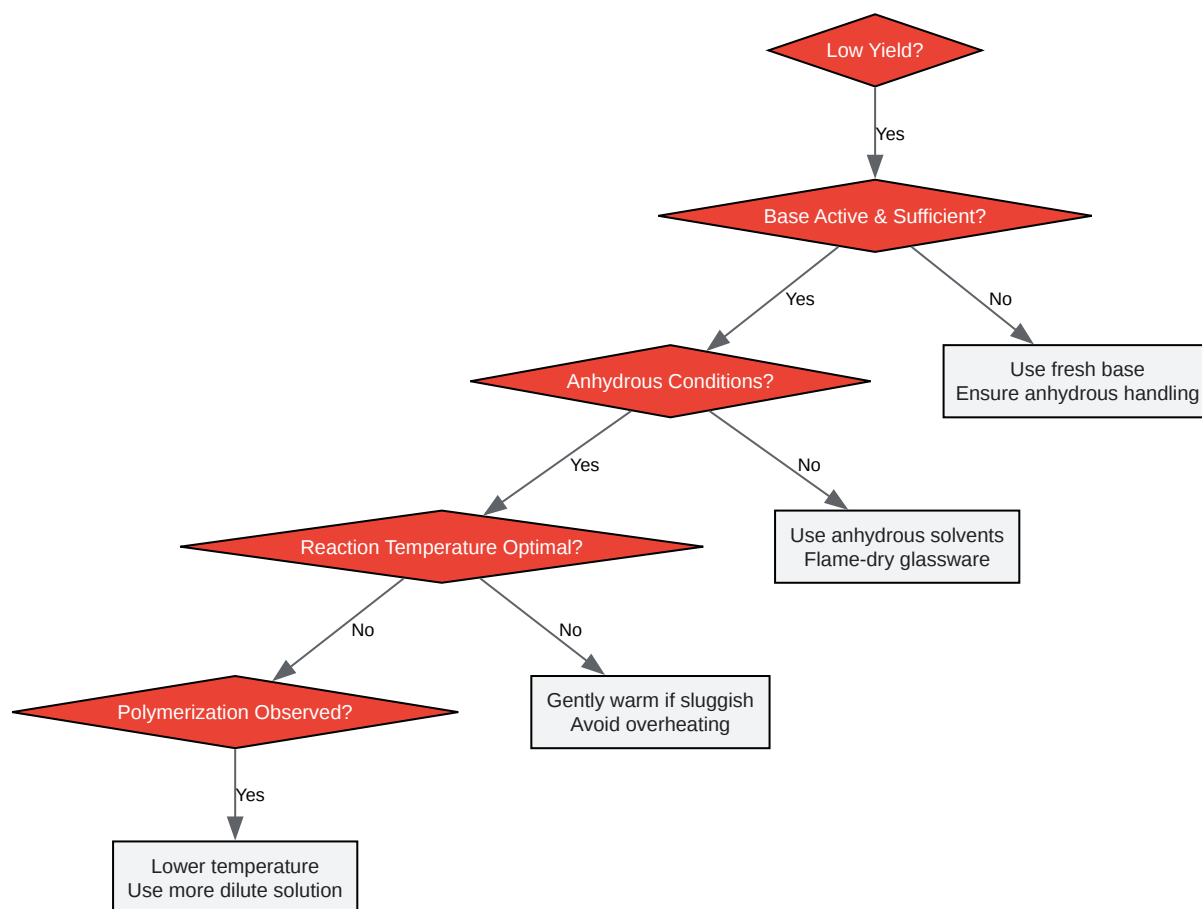 Low Yield?
Yes
Base Active & Sufficient?
Yes
No
Anhydrous Conditions?
Use fresh base
Ensure anhydrous handling
Yes
No
Reaction Temperature Optimal?
Use anhydrous solvents
Flame-dry glassware
No
No
Polymerization Observed?
Gently warm if sluggish
Avoid overheating
Yes
Lower temperature
Use more dilute solution